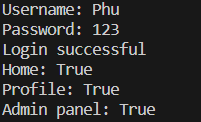 Username: Phu
Password: 123
Login successful
Home: True
Profile: True
Admin panel: True